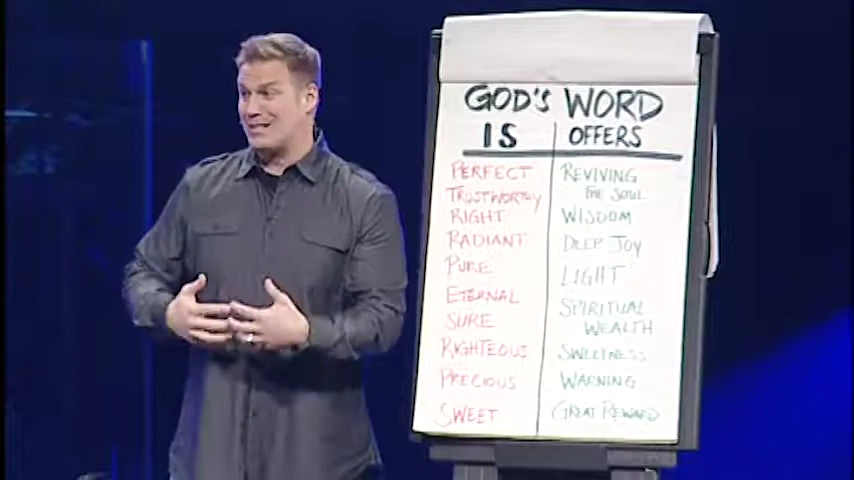 GOD'S WORD
IS
PERFECT
TRUSTWORTHY
RIGHT
RADIANT
PURE
ETERNAL
SURE
RIGHTEOUS
PRECIOUS
SWEET
OFFERS
REVIVING
THE SOUL
WISDOM
DEEP JOY
LIGHT
SPIRITUAL
WEALTH
SWEETNESS
WARNING
GREAT REWARD